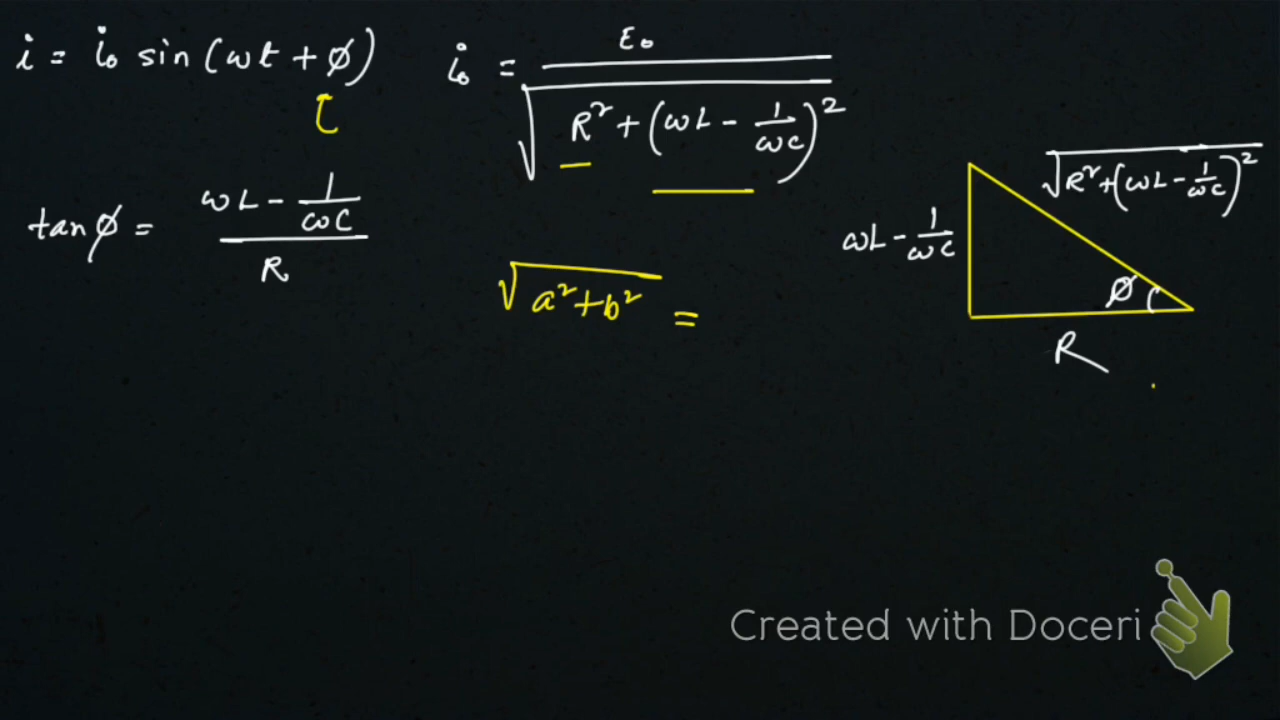 i = i₀ sin (ωt + ϕ)
i₀ = ε₀ / √(R² + (ωL - 1/ωC)²)
tan ϕ = (ωL - 1/ωC) / R
√(a² + b²) =
√(R² + (ωL - 1/ωC)²)
ωL - 1/ωC
ϕ
R
Created with Doceri